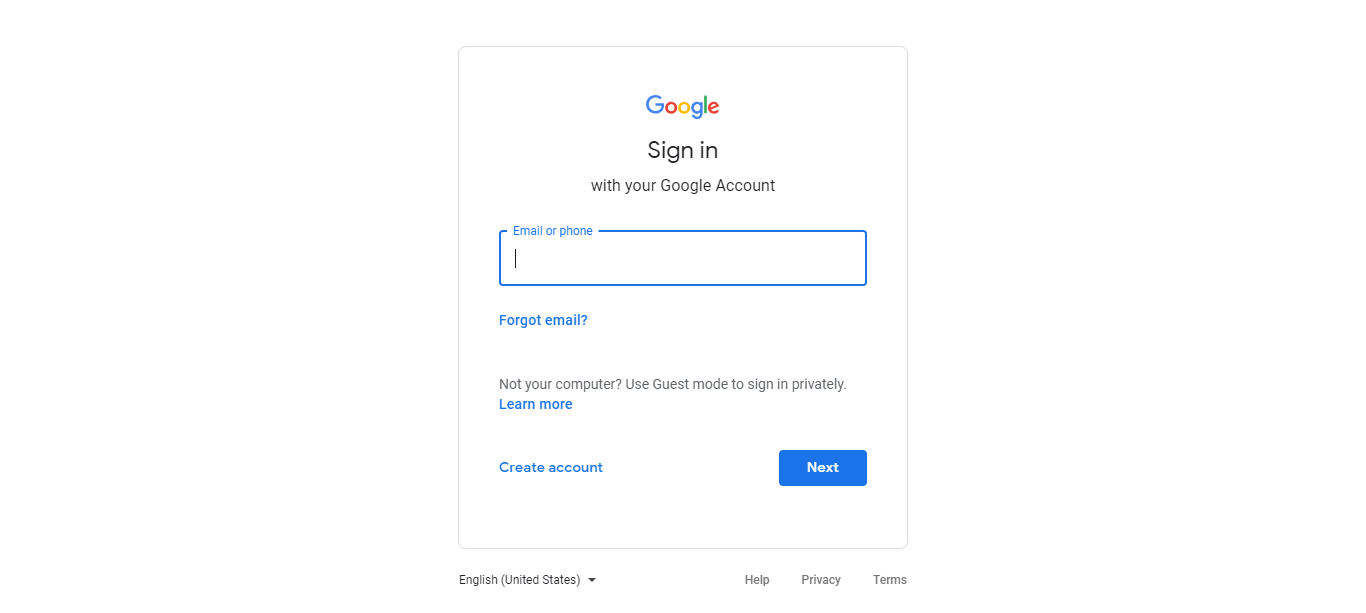 Google
Sign in
with your Google Account
Email or phone
Forgot email?
Not your computer? Use Guest mode to sign in privately.
Learn more
Create account
Next
English (United States)
Help
Privacy
Terms